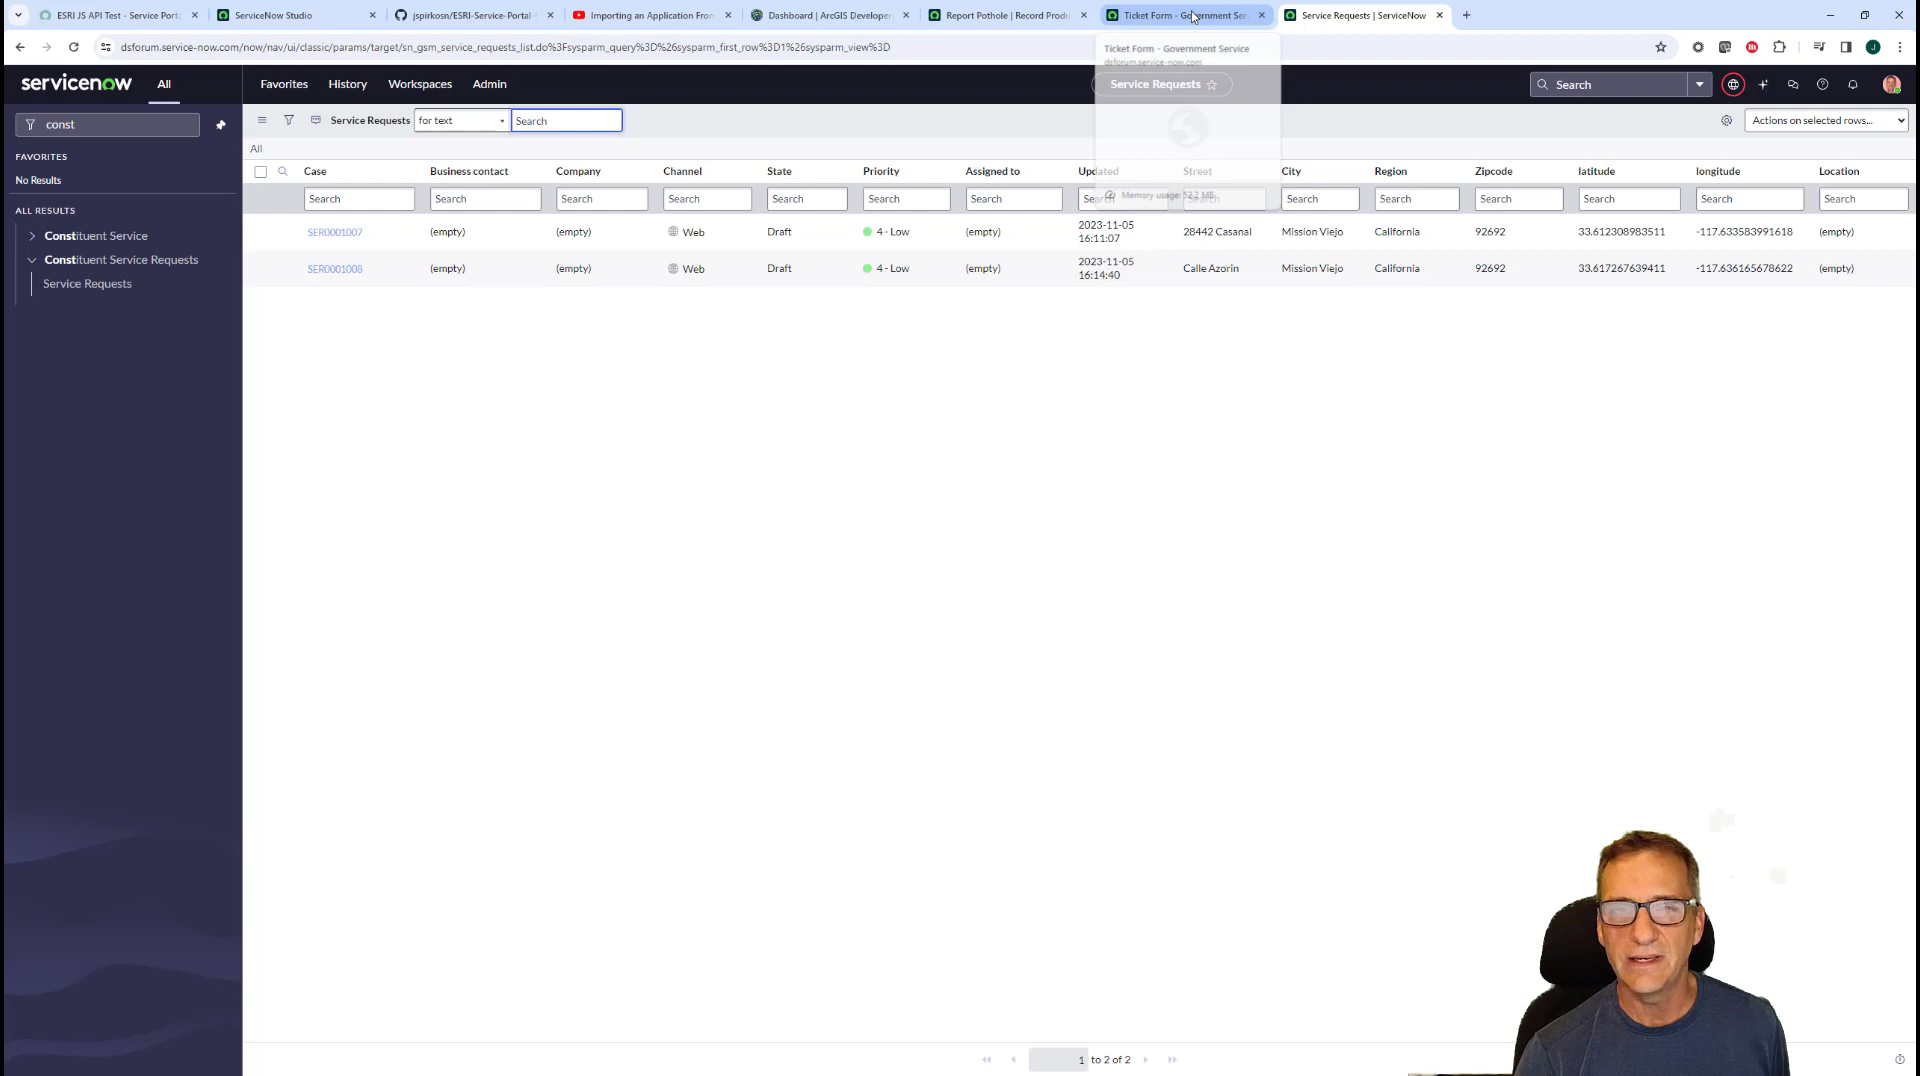 ESRI JS API Test - Service Porta
ServiceNow Studio
jspirkosn/ESRI-Service-Portal-
Importing an Application From
Dashboard | ArcGIS Developers
Report Pothole | Record Produ
Ticket Form - Government Ser
Service Requests | ServiceNow
dsforum.service-now.com/now/nav/ui/classic/params/target/sn_gsm_service_requests_list.do%3Fsysparm_query%3D%26sysparm_first_row%3D1%26sysparm_view%3D
Ticket Form - Government Service
dsforum.service-now.com
Memory usage: 52.2 MB
servicenow
All
Favorites
History
Workspaces
Admin
Service Requests
Search
J
const
FAVORITES
No Results
ALL RESULTS
Constituent Service
Constituent Service Requests
Service Requests
Service Requests
for text
Search
Actions on selected rows...
All
Case Business contact Company Channel State Priority Assigned to Updated Street City Region Zipcode latitude longitude Location
Search Search Search Search Search Search Search Search Search Search Search Search Search Search Search
SER0001007 (empty) (empty) Web Draft 4 - Low (empty) 2023-11-05 16:11:07 28442 Casanal Mission Viejo California 92692 33.612308983511 -117.633583991618 (empty)
SER0001008 (empty) (empty) Web Draft 4 - Low (empty) 2023-11-05 16:14:40 Calle Azorin Mission Viejo California 92692 33.617267639411 -117.636165678622 (empty)
1 to 2 of 2